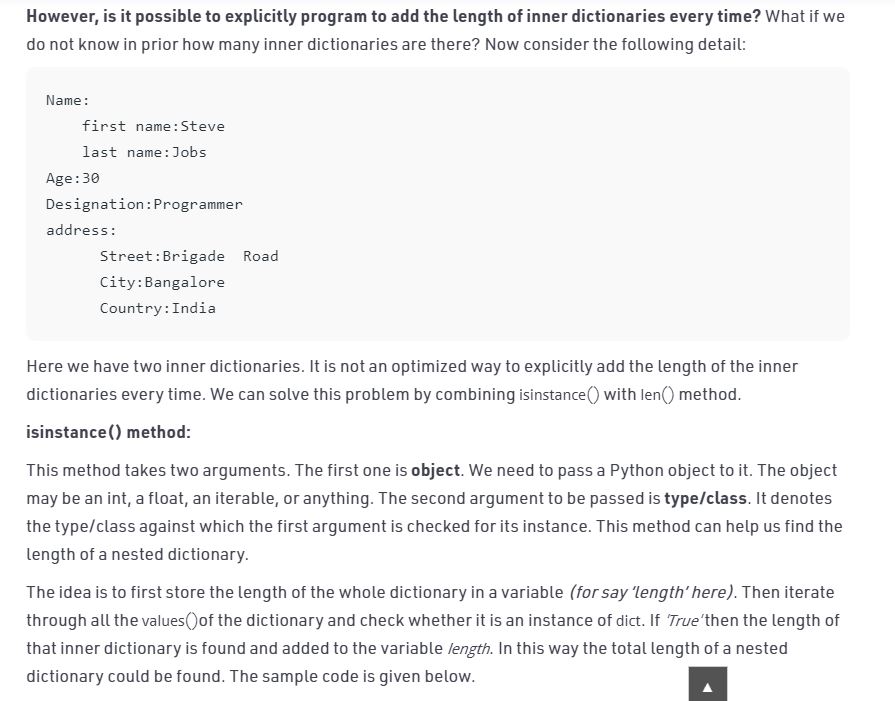 However, is it possible to explicitly program to add the length of inner dictionaries every time? What if we
do not know in prior how many inner dictionaries are there? Now consider the following detail:
Name:
    first name:Steve
    last name:Jobs
Age:30
Designation:Programmer
address:
      Street:Brigade  Road
      City:Bangalore
      Country:India
Here we have two inner dictionaries. It is not an optimized way to explicitly add the length of the inner
dictionaries every time. We can solve this problem by combining isinstance() with len() method.
isinstance() method:
This method takes two arguments. The first one is object. We need to pass a Python object to it. The object
may be an int, a float, an iterable, or anything. The second argument to be passed is type/class. It denotes
the type/class against which the first argument is checked for its instance. This method can help us find the
length of a nested dictionary.
The idea is to first store the length of the whole dictionary in a variable (for say 'length' here). Then iterate
through all the values()of the dictionary and check whether it is an instance of dict. If 'True'then the length of
that inner dictionary is found and added to the variable length. In this way the total length of a nested
dictionary could be found. The sample code is given below.